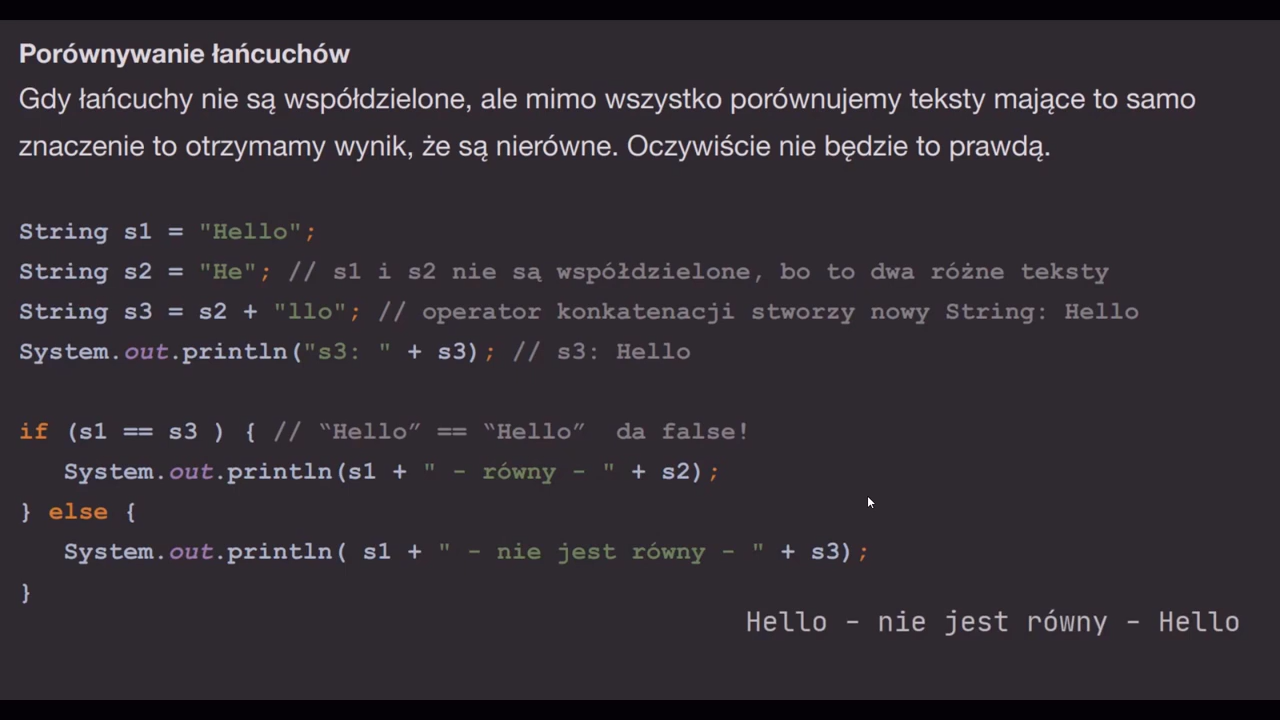 Porównywanie łańcuchów
Gdy łańcuchy nie są współdzielone, ale mimo wszystko porównujemy teksty mające to samo
znaczenie to otrzymamy wynik, że są nierówne. Oczywiście nie będzie to prawdą.
String s1 = "Hello";
String s2 = "He"; // s1 i s2 nie są współdzielone, bo to dwa różne teksty
String s3 = s2 + "llo"; // operator konkatenacji stworzy nowy String: Hello
System.out.println("s3: " + s3); // s3: Hello
if (s1 == s3 ) { // “Hello” == “Hello”  da false!
   System.out.println(s1 + " - równy - " + s2);
} else {
   System.out.println( s1 + " - nie jest równy - " + s3);
}
Hello - nie jest równy - Hello